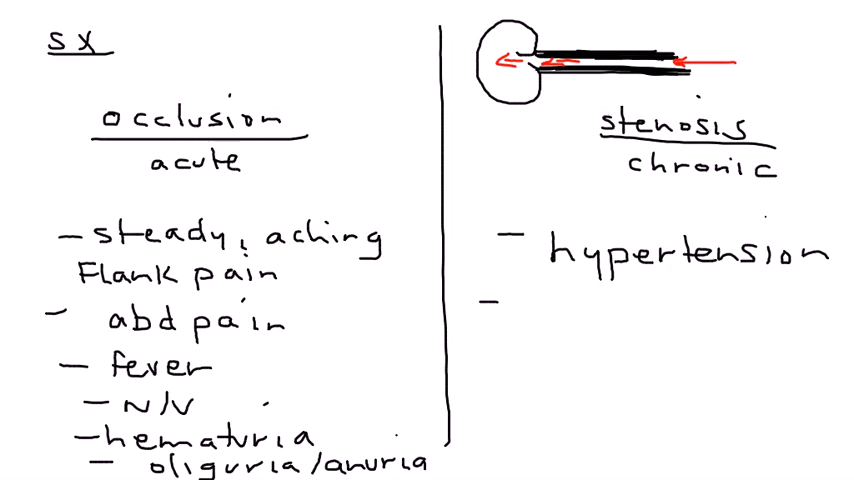 sx
occlusion
acute
- steady, aching
Flank pain
- abd pain
- fever
- N/V
- hematuria
- oliguria/anuria
stenosis
chronic
- hypertension
-